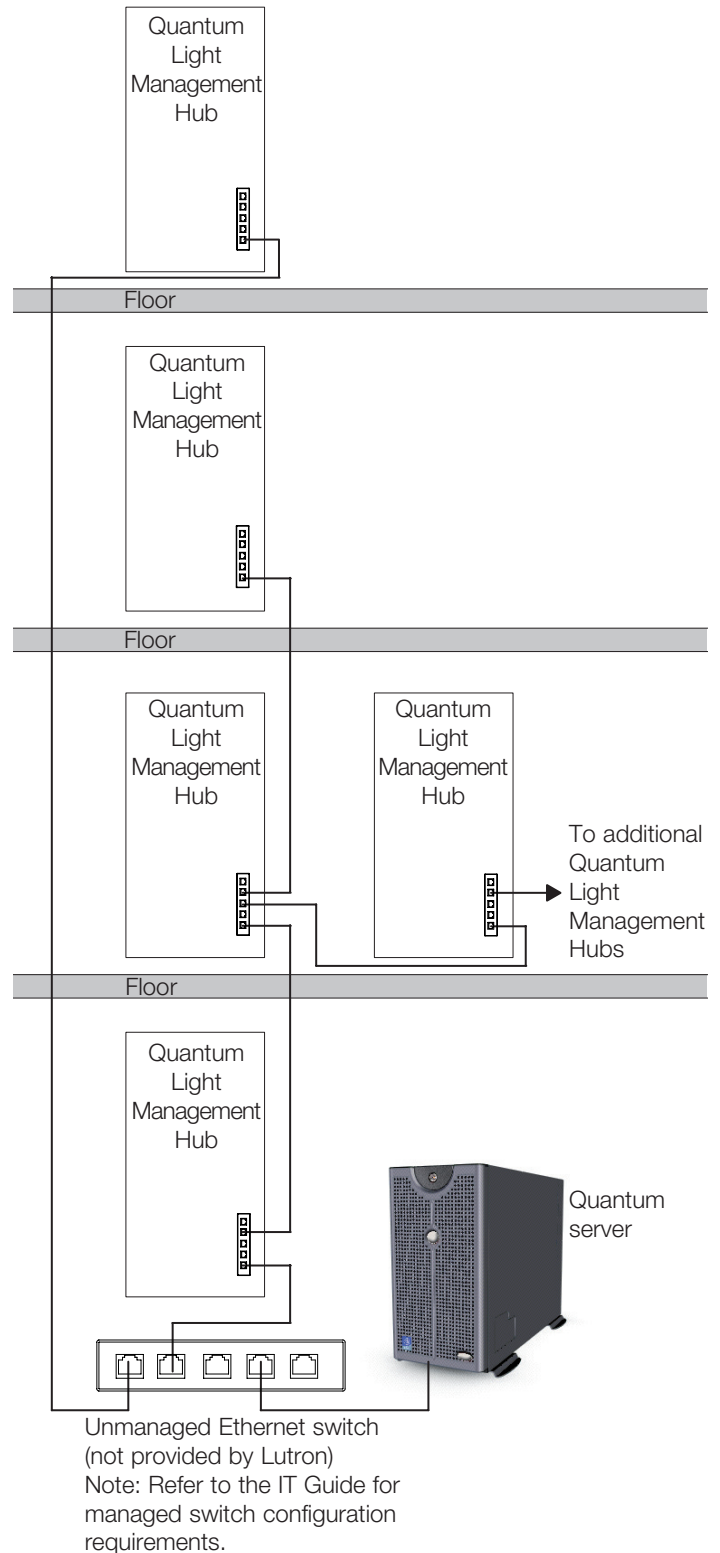 Quantum
Light
Management
Hub
Floor
Quantum
Light
Management
Hub
Floor
Quantum
Light
Management
Hub
Quantum
Light
Management
Hub
To additional
Quantum
Light
Management
Hubs
Floor
Quantum
Light
Management
Hub
Quantum
server
Unmanaged Ethernet switch
(not provided by Lutron)
Note: Refer to the IT Guide for
managed switch configuration
requirements.